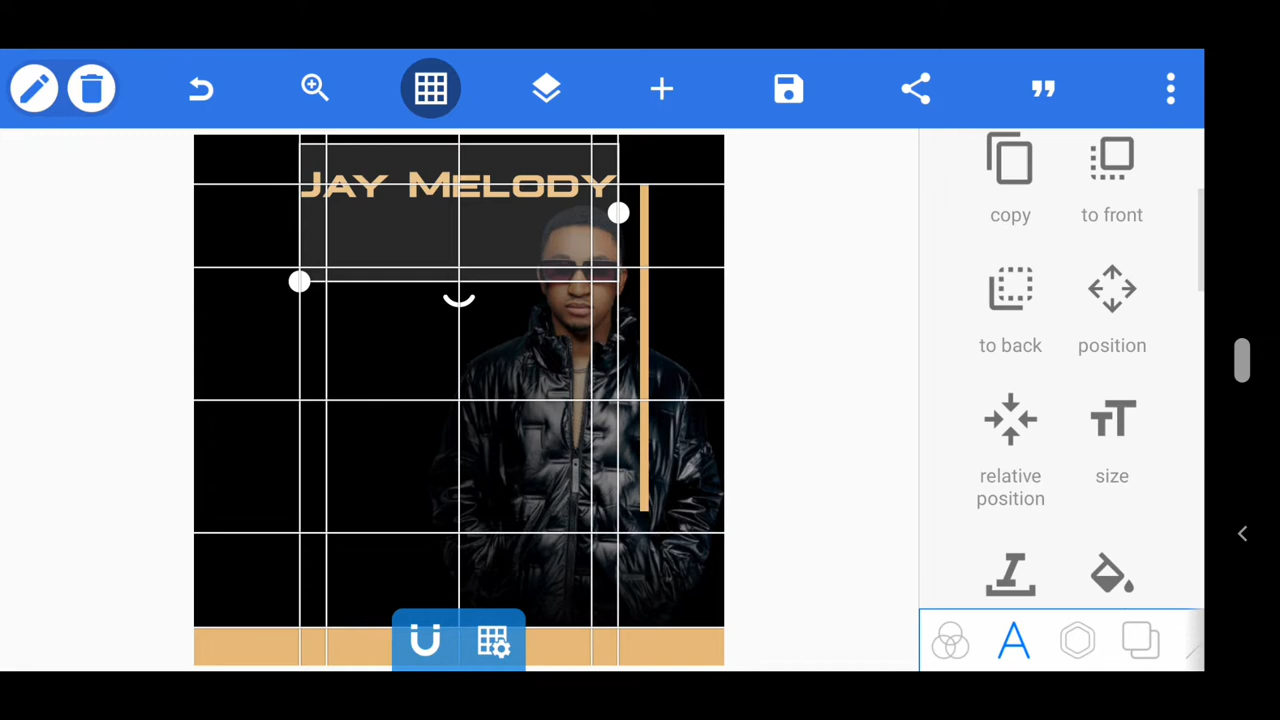 Jay Melody
copy
to front
to back
position
relative
position
size